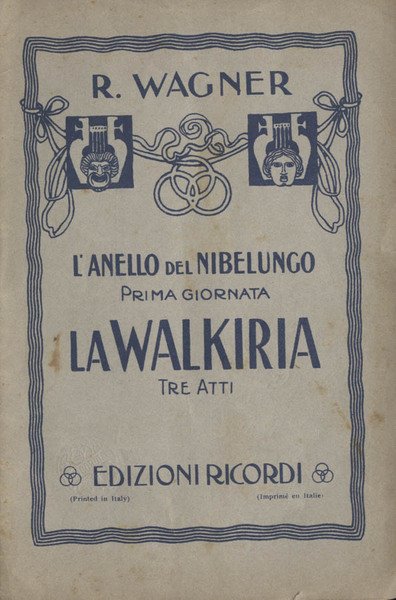 R. WAGNER
L'ANELLO DEL NIBELUNGO
PRIMA GIORNATA
LA WALKIRIA
TRE ATTI
EDIZIONI RICORDI
(Printed in Italy) (Imprimé en Italie)